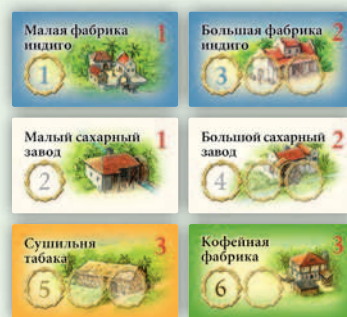 Малая фабрика 1
индиго
1
Большая фабрика 2
индиго
3
Малый сахарный 1
завод
2
Большой сахарный 2
завод
4
Сушильня 3
табака
5
Кофейная 3
фабрика
6